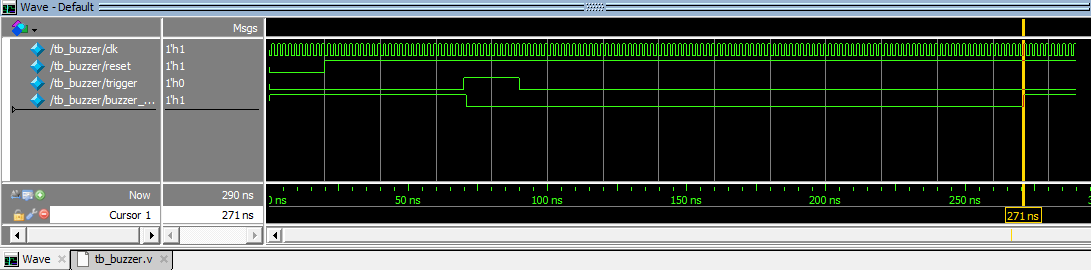 Wave - Default
Msgs
/tb_buzzer/clk 1'h1
/tb_buzzer/reset 1'h1
/tb_buzzer/trigger 1'h0
/tb_buzzer/buzzer_... 1'h1
Now 290 ns
0 ns 50 ns 100 ns 150 ns 200 ns 250 ns
Cursor 1 271 ns 271 ns
Wave tb_buzzer.v